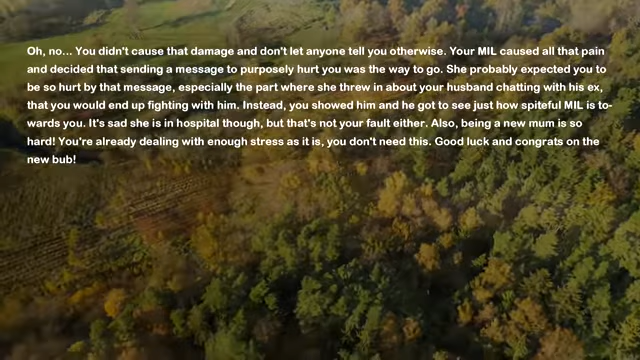 Oh, no... You didn't cause that damage and don't let anyone tell you otherwise. Your MIL caused all that pain
and decided that sending a message to purposely hurt you was the way to go. She probably expected you to
be so hurt by that message, especially the part where she threw in about your husband chatting with his ex,
that you would end up fighting with him. Instead, you showed him and he got to see just how spiteful MIL is to-
wards you. It's sad she is in hospital though, but that's not your fault either. Also, being a new mum is so
hard! You're already dealing with enough stress as it is, you don't need this. Good luck and congrats on the
new bub!